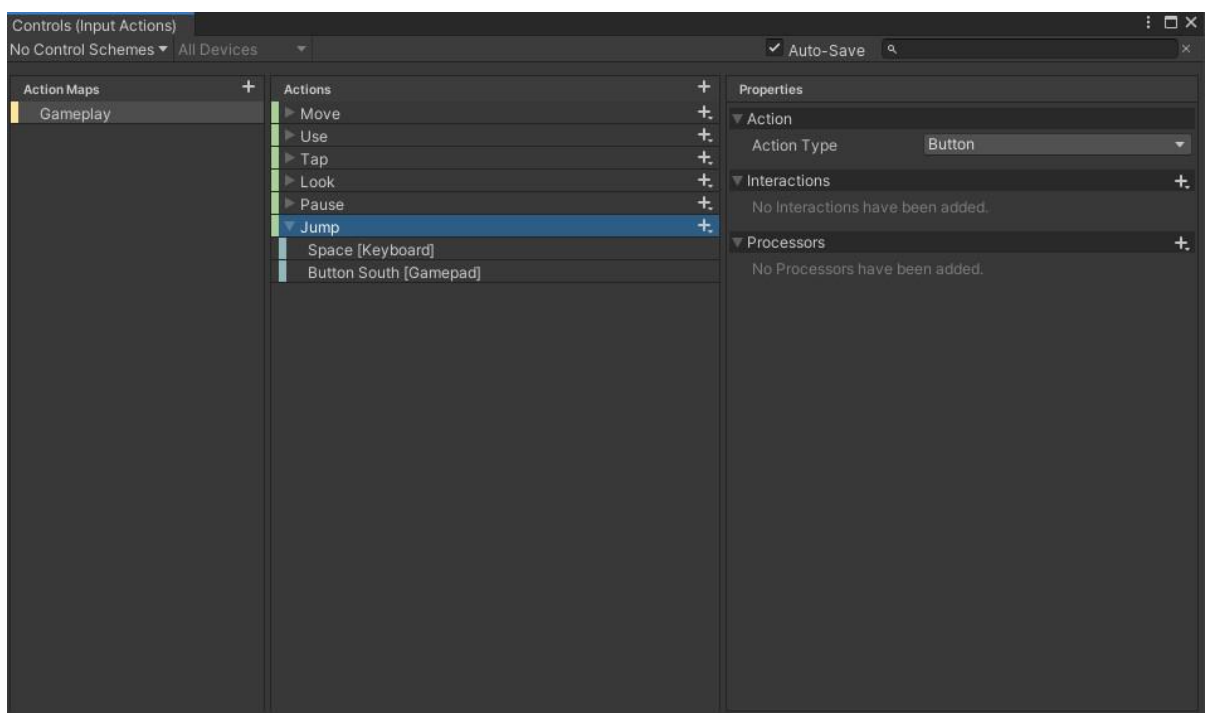 Controls (Input Actions)
No Control Schemes All Devices Auto-Save
Action Maps
Gameplay
Actions
Move
Use
Tap
Look
Pause
Jump
Space [Keyboard]
Button South [Gamepad]
Properties
Action
Action Type Button
Interactions
No Interactions have been added.
Processors
No Processors have been added.